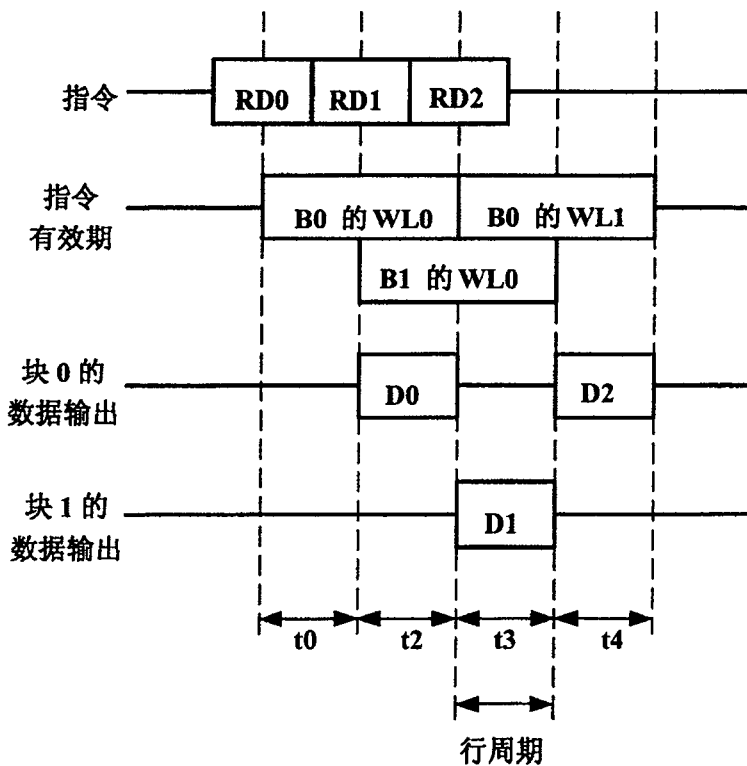 指令
RD0 RD1 RD2
指令
有效期
B0 的 WL0 B0 的 WL1
B1 的 WL0
块 0 的
数据输出
D0 D2
块 1 的
数据输出
D1
t0 t2 t3 t4
行周期